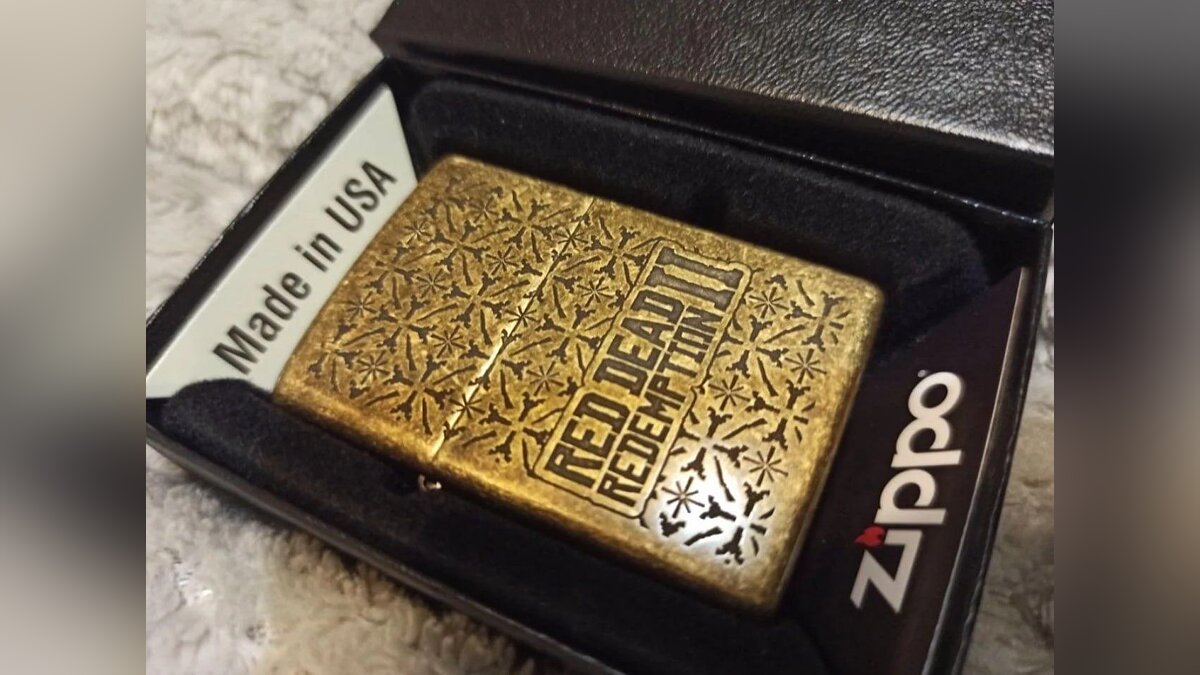 Made in USA
RED DEAD
REDEMPTION
II
zippo